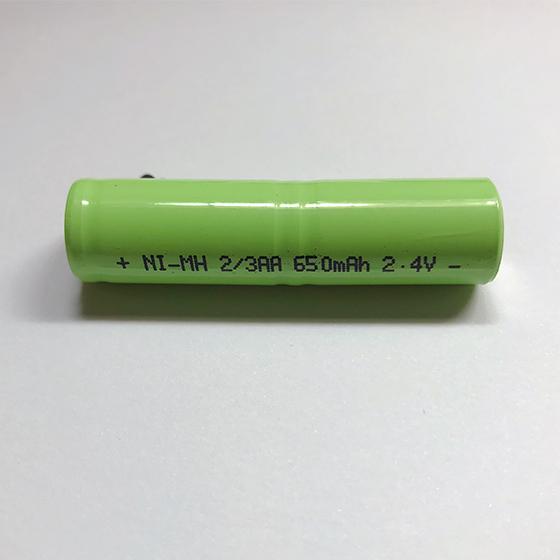 + NI-MH 2/3AA 650mAh 2.4V -